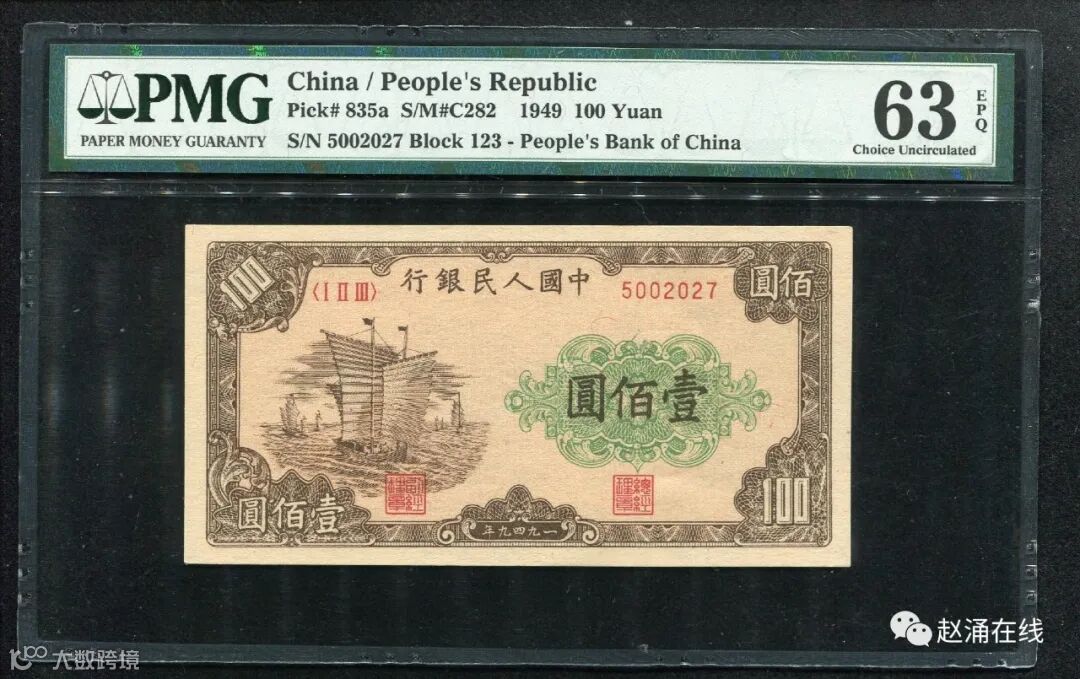 PMG
PAPER MONEY GUARANTY
China / People's Republic
Pick# 835a S/M#C282 1949 100 Yuan
S/N 5002027 Block 123 - People's Bank of China
63
EPQ
Choice Uncirculated
100
行銀民人國中
佰圓
〈I II III〉
5002027
圓佰壹
圓佰壹
100
年九四九一
赵涌在线
大数跨境